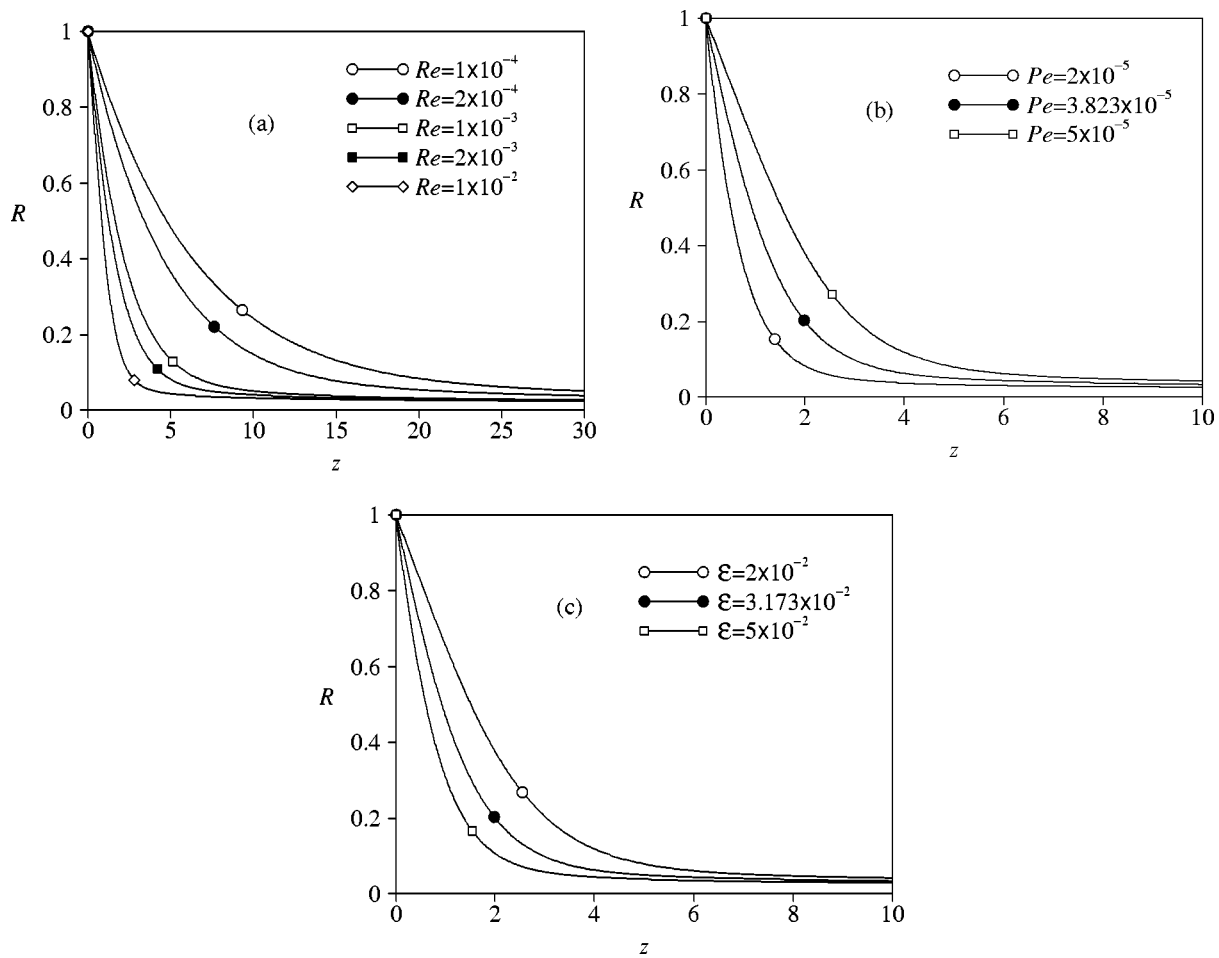 (a)
R
1
0.8
0.6
0.4
0.2
0
0 5 10 15 20 25 30
z
Re=1x10⁻⁴
Re=2x10⁻⁴
Re=1x10⁻³
Re=2x10⁻³
Re=1x10⁻²
(b)
R
1
0.8
0.6
0.4
0.2
0
0 2 4 6 8 10
z
Pe=2x10⁻⁵
Pe=3.823x10⁻⁵
Pe=5x10⁻⁵
(c)
R
1
0.8
0.6
0.4
0.2
0
0 2 4 6 8 10
z
ε=2x10⁻²
ε=3.173x10⁻²
ε=5x10⁻²